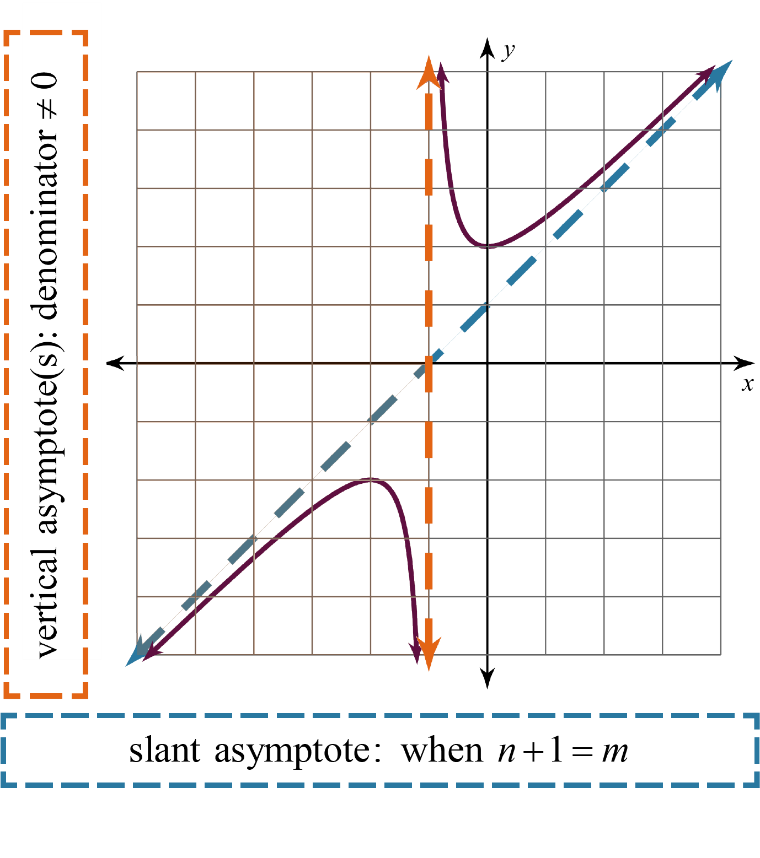 vertical asymptote(s): denominator ≠ 0
y
x
slant asymptote: when n + 1 = m